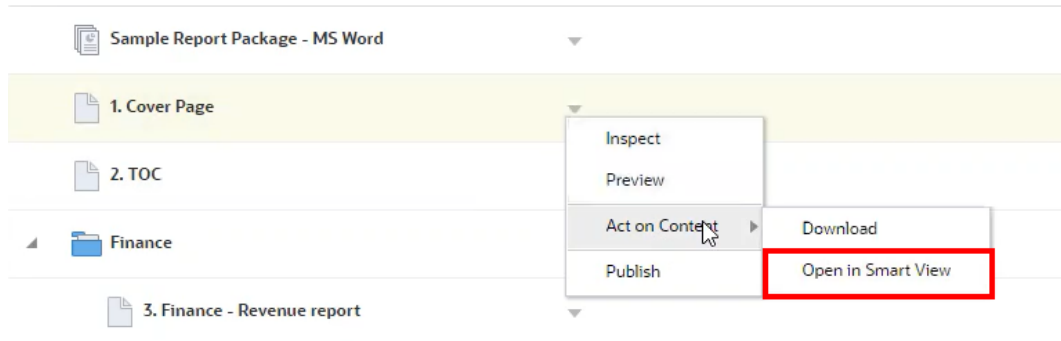 Sample Report Package - MS Word
1. Cover Page
2. TOC
Finance
3. Finance - Revenue report
Inspect
Preview
Act on Content
Publish
Download
Open in Smart View